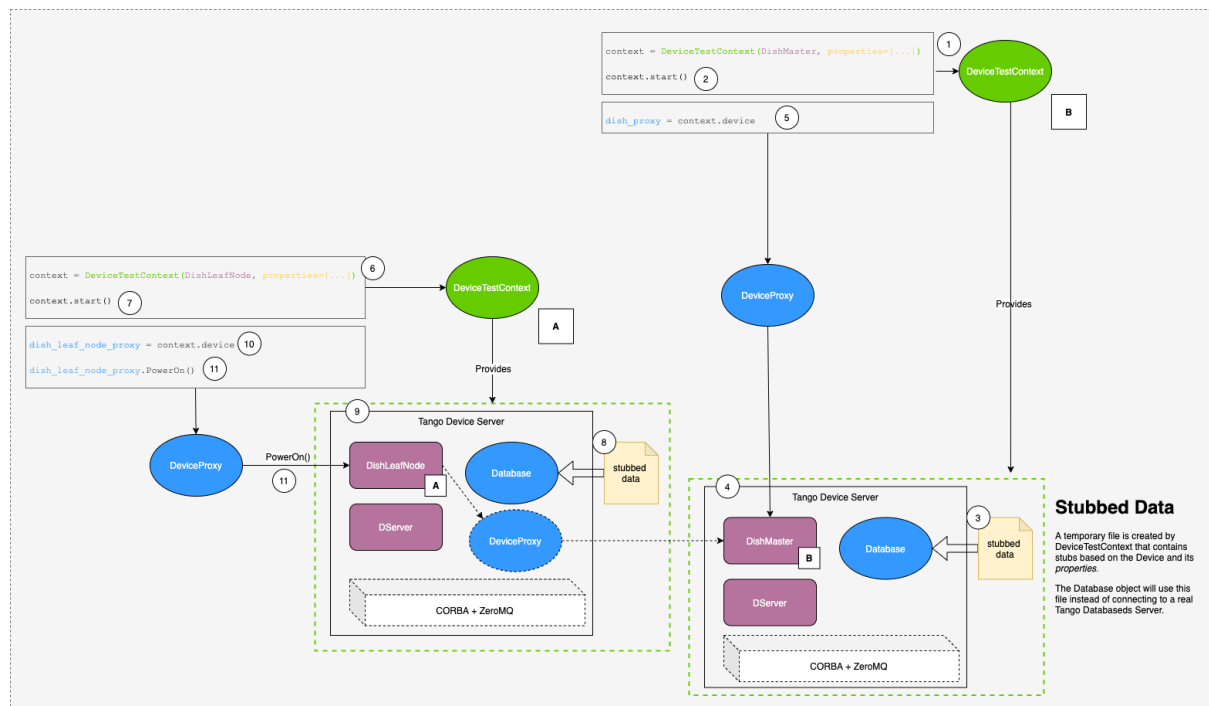 context = DeviceTestContext(DishMaster, properties={...})
1
context.start()
2
DeviceTestContext
B
dish_proxy = context.device
5
context = DeviceTestContext(DishLeafNode, properties={...})
6
context.start()
7
DeviceTestContext
A
DeviceProxy
Provides
dish_leaf_node_proxy = context.device
10
dish_leaf_node_proxy.PowerOn()
11
Provides
9
Tango Device Server
DeviceProxy
PowerOn()
11
DishLeafNode
A
Database
8
stubbed
data
DServer
DeviceProxy
CORBA + ZeroMQ
4
Tango Device Server
DishMaster
B
Database
3
stubbed
data
DServer
CORBA + ZeroMQ
Stubbed Data
A temporary file is created by
DeviceTestContext that contains
stubs based on the Device and its
properties.
The Database object will use this
file instead of connecting to a real
Tango Databaseds Server.